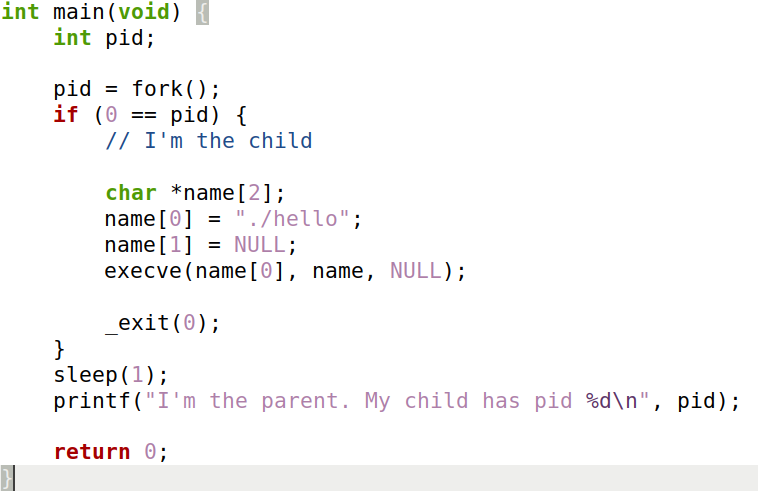 int main(void) {
    int pid;

    pid = fork();
    if (0 == pid) {
        // I'm the child

        char *name[2];
        name[0] = "./hello";
        name[1] = NULL;
        execve(name[0], name, NULL);

        _exit(0);
    }
    sleep(1);
    printf("I'm the parent. My child has pid %d\n", pid);

    return 0;
}